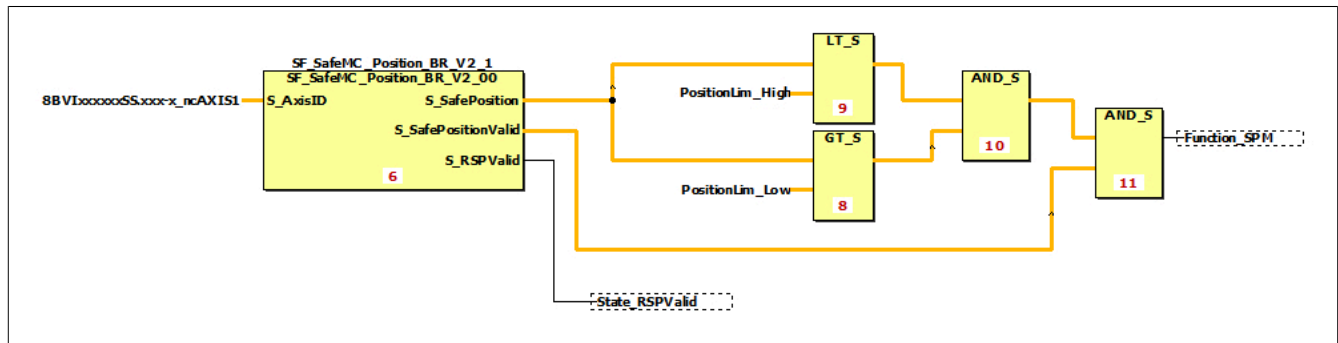 SF_SafeMC_Position_BR_V2_1
SF_SafeMC_Position_BR_V2_00
8BVIxxxxxxSS.xxx-x_ncAXIS1
S_AxisID
S_SafePosition
S_SafePositionValid
S_RSPValid
6
LT_S
PositionLim_High
9
GT_S
PositionLim_Low
8
AND_S
10
AND_S
11
Function_SPM
State_RSPValid